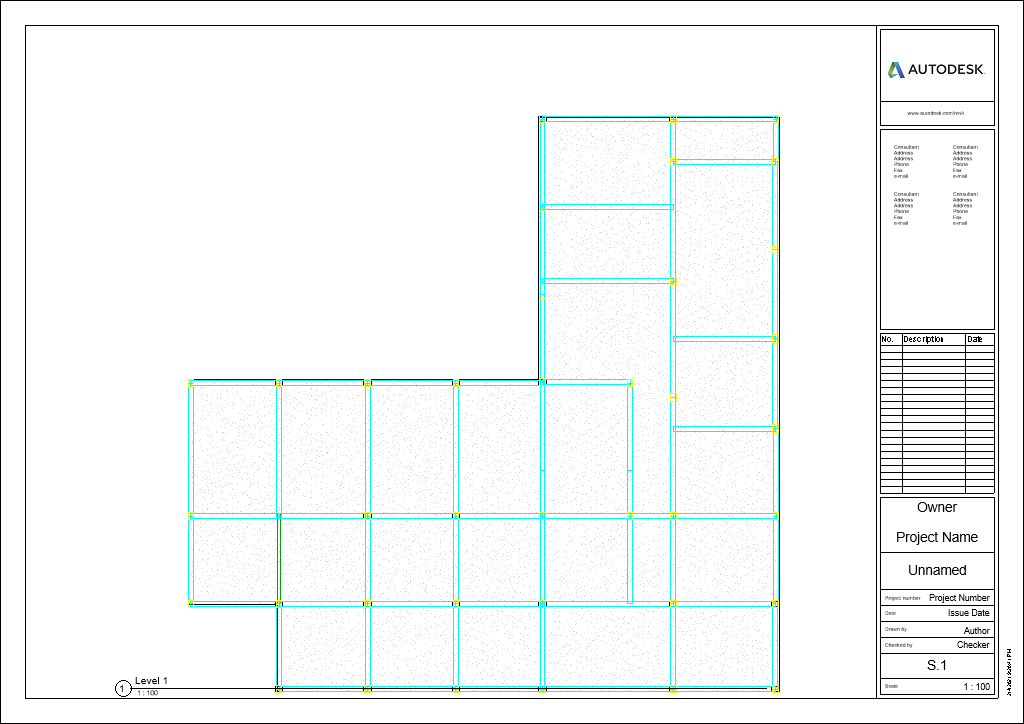 AUTODESK.
www.autodesk.com/revit
Consultant
Address
Address
Phone
Fax
e-mail
Consultant
Address
Address
Phone
Fax
e-mail
Consultant
Address
Address
Phone
Fax
e-mail
Consultant
Address
Address
Phone
Fax
e-mail
No. Description Date
Owner
Project Name
Unnamed
Project number Project Number
Date Issue Date
Drawn by Author
Checked by Checker
S.1
Scale 1 : 100
1 Level 1
1 : 100